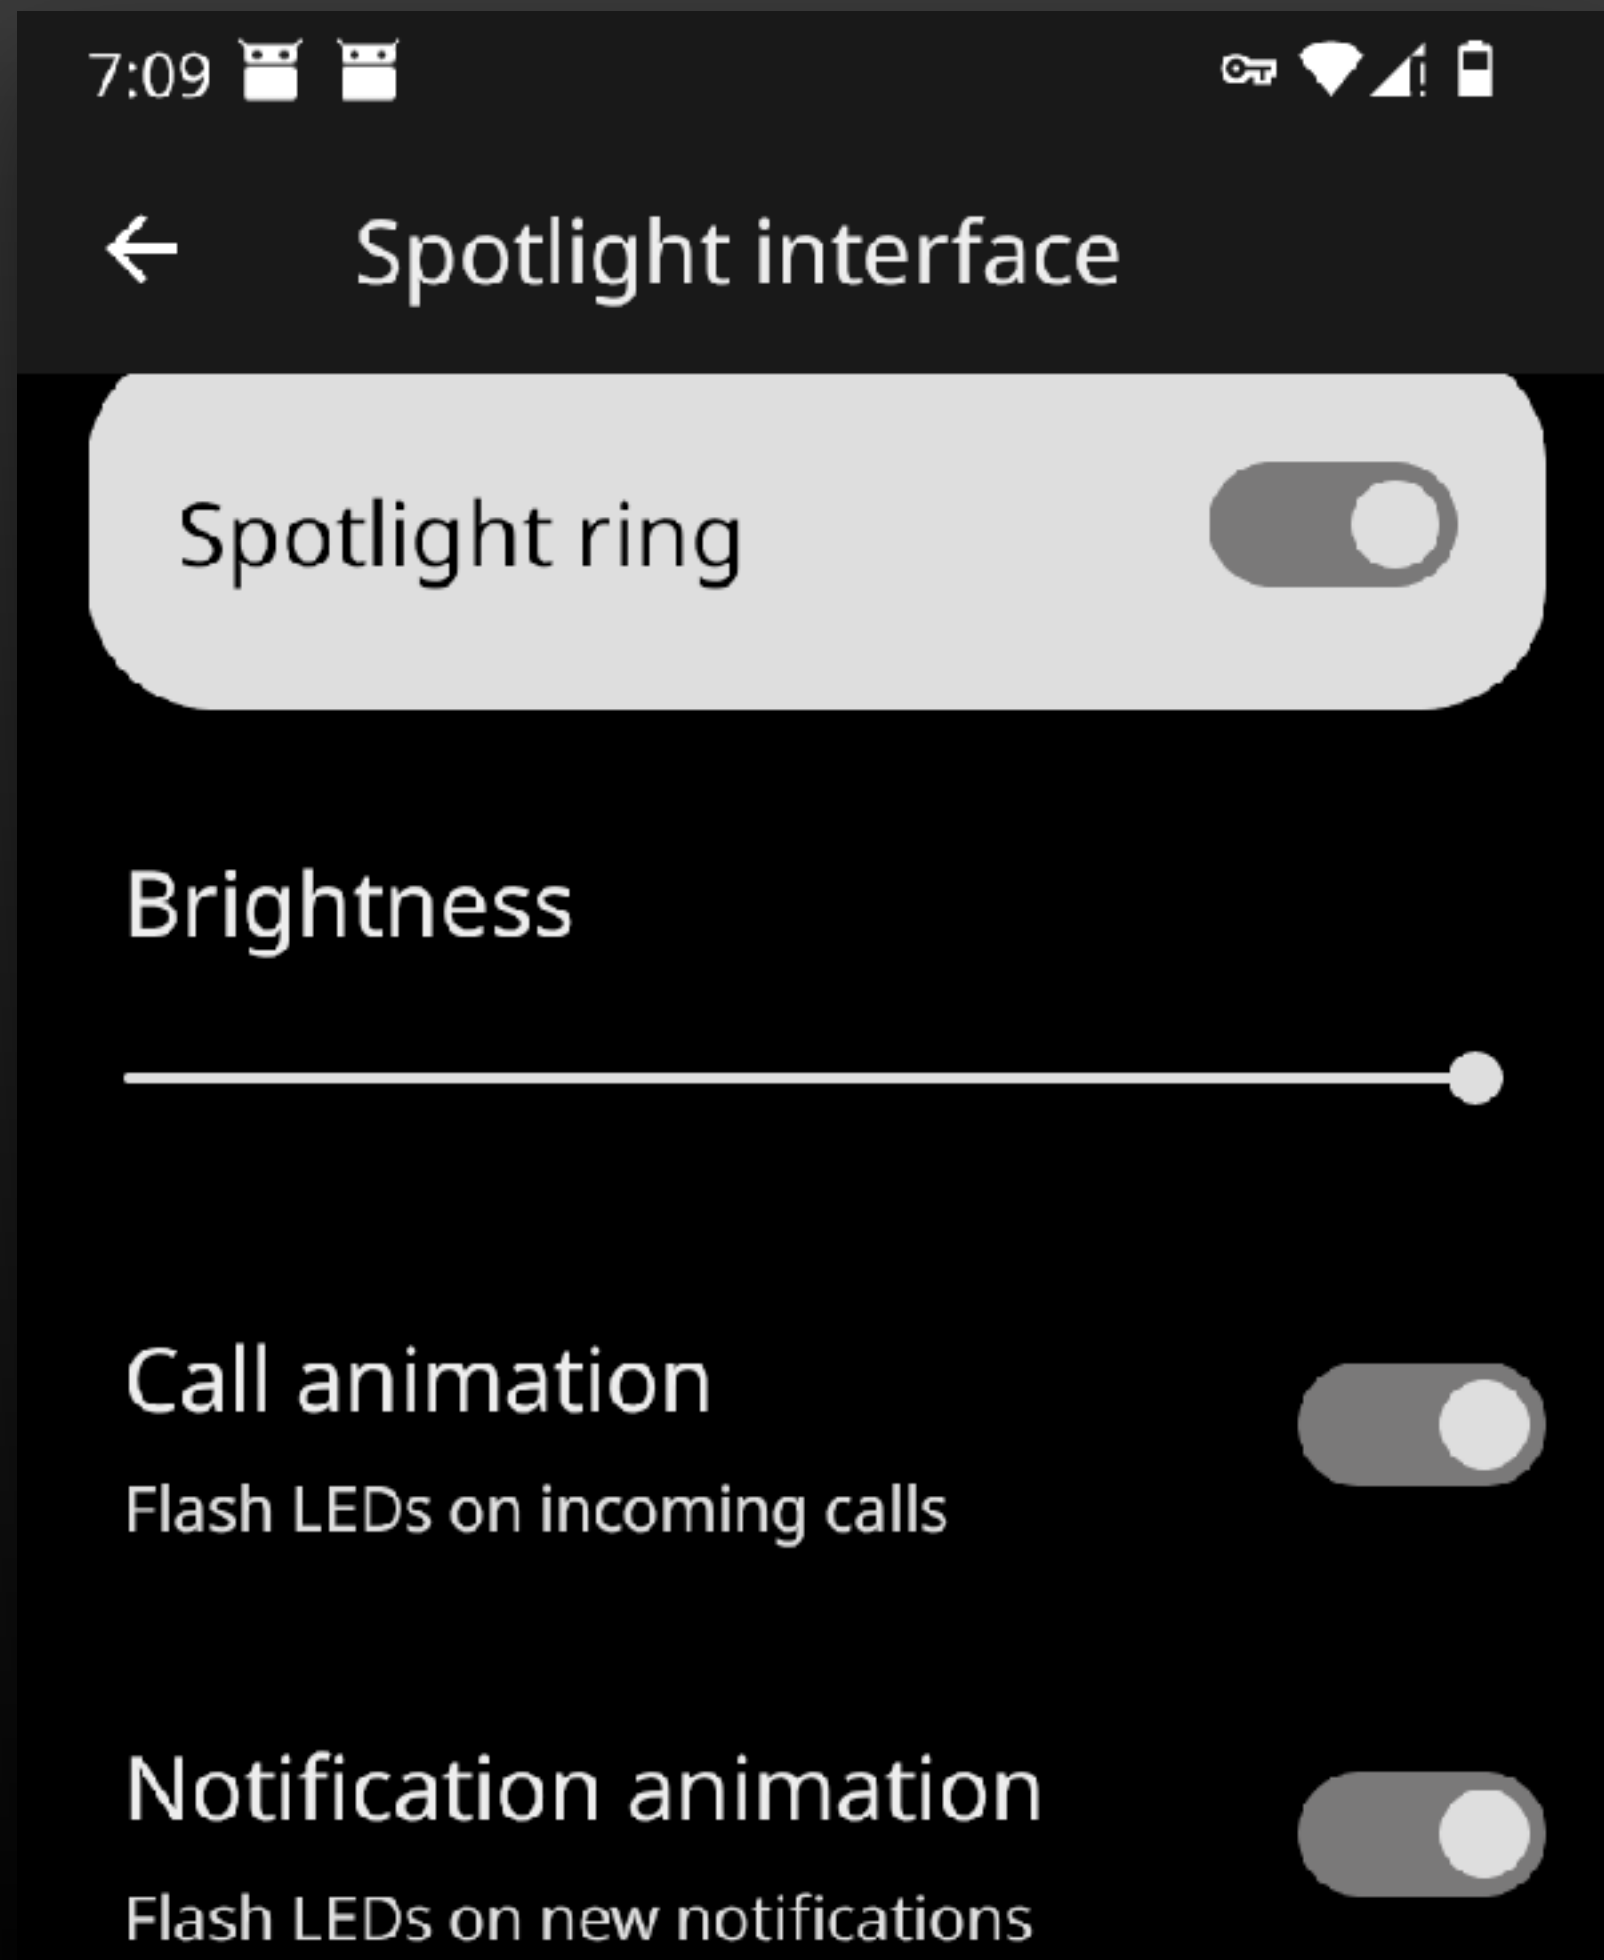 7:09
Spotlight interface
Spotlight ring
Brightness
Call animation
Flash LEDs on incoming calls
Notification animation
Flash LEDs on new notifications